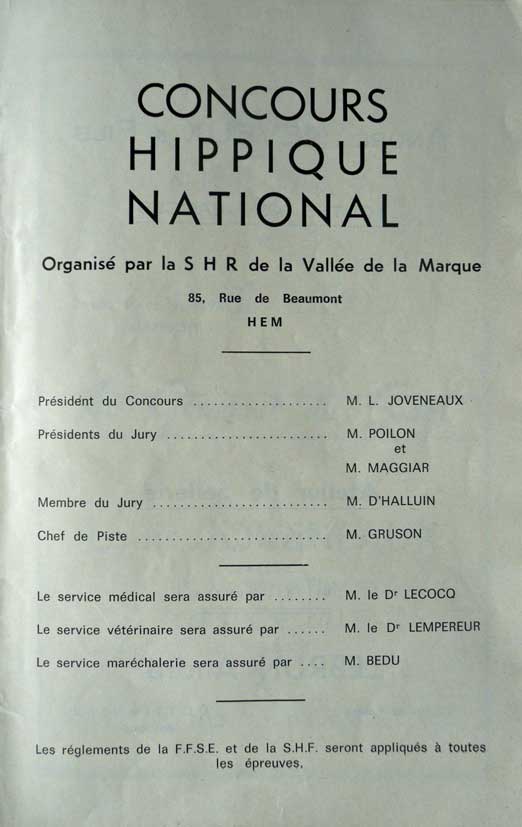 CONCOURS
HIPPIQUE
NATIONAL
Organisé par la S H R de la Vallée de la Marque
85, Rue de Beaumont
HEM
Président du Concours .................... M. L. JOVENEAUX
Présidents du Jury ........................ M. POILON
et
M. MAGGIAR
Membre du Jury .......................... M. D'HALLUIN
Chef de Piste ............................ M. GRUSON
Le service médical sera assuré par ........ M. le Dr LECOCQ
Le service vétérinaire sera assuré par ...... M. le Dr LEMPEREUR
Le service maréchalerie sera assuré par .... M. BEDU
Les réglements de la F.F.S.E. et de la S.H.F. seront appliqués à toutes
les épreuves.